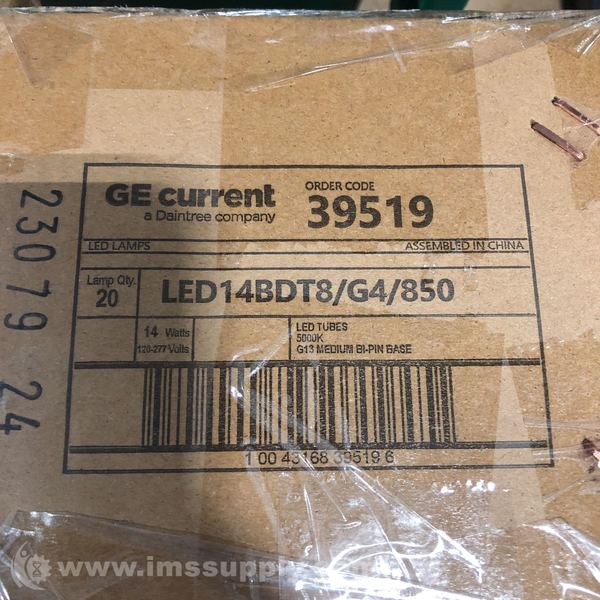 GE current
a Daintree company
ORDER CODE
39519
LED LAMPS
ASSEMBLED IN CHINA
Lamp Qty.
20
LED14BDT8/G4/850
14 Watts
120-277 Volts
LED TUBES
5000K
G13 MEDIUM BI-PIN BASE
1 00 43168 39519 6
23079 24
www.imssupply.com